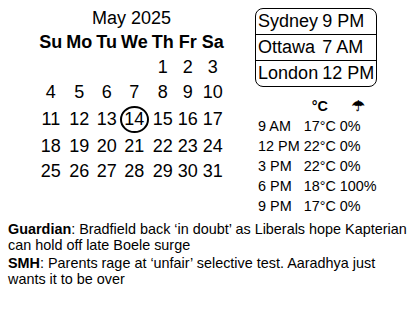 May 2025
Su Mo Tu We Th Fr Sa
1 2 3
4 5 6 7 8 9 10
11 12 13 14 15 16 17
18 19 20 21 22 23 24
25 26 27 28 29 30 31
Sydney 9 PM
Ottawa 7 AM
London 12 PM
°C ☂
9 AM 17°C 0%
12 PM 22°C 0%
3 PM 22°C 0%
6 PM 18°C 100%
9 PM 17°C 0%
Guardian: Bradfield back ‘in doubt’ as Liberals hope Kapterian
can hold off late Boele surge
SMH: Parents rage at ‘unfair’ selective test. Aaradhya just
wants it to be over